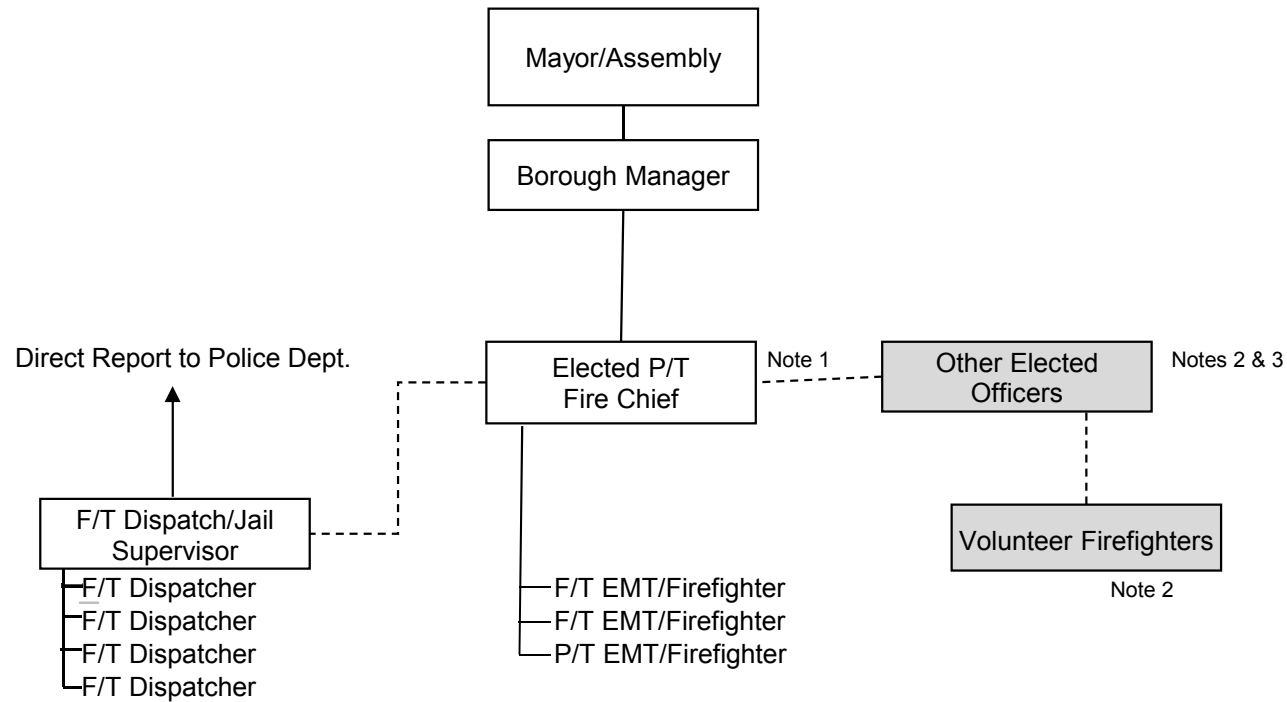 Mayor/Assembly
Borough Manager
Direct Report to Police Dept.
Elected P/T
Fire Chief
Note 1
Other Elected
Officers
Notes 2 & 3
F/T Dispatch/Jail
Supervisor
Volunteer Firefighters
Note 2
F/T Dispatcher
F/T Dispatcher
F/T Dispatcher
F/T Dispatcher
F/T EMT/Firefighter
F/T EMT/Firefighter
P/T EMT/Firefighter